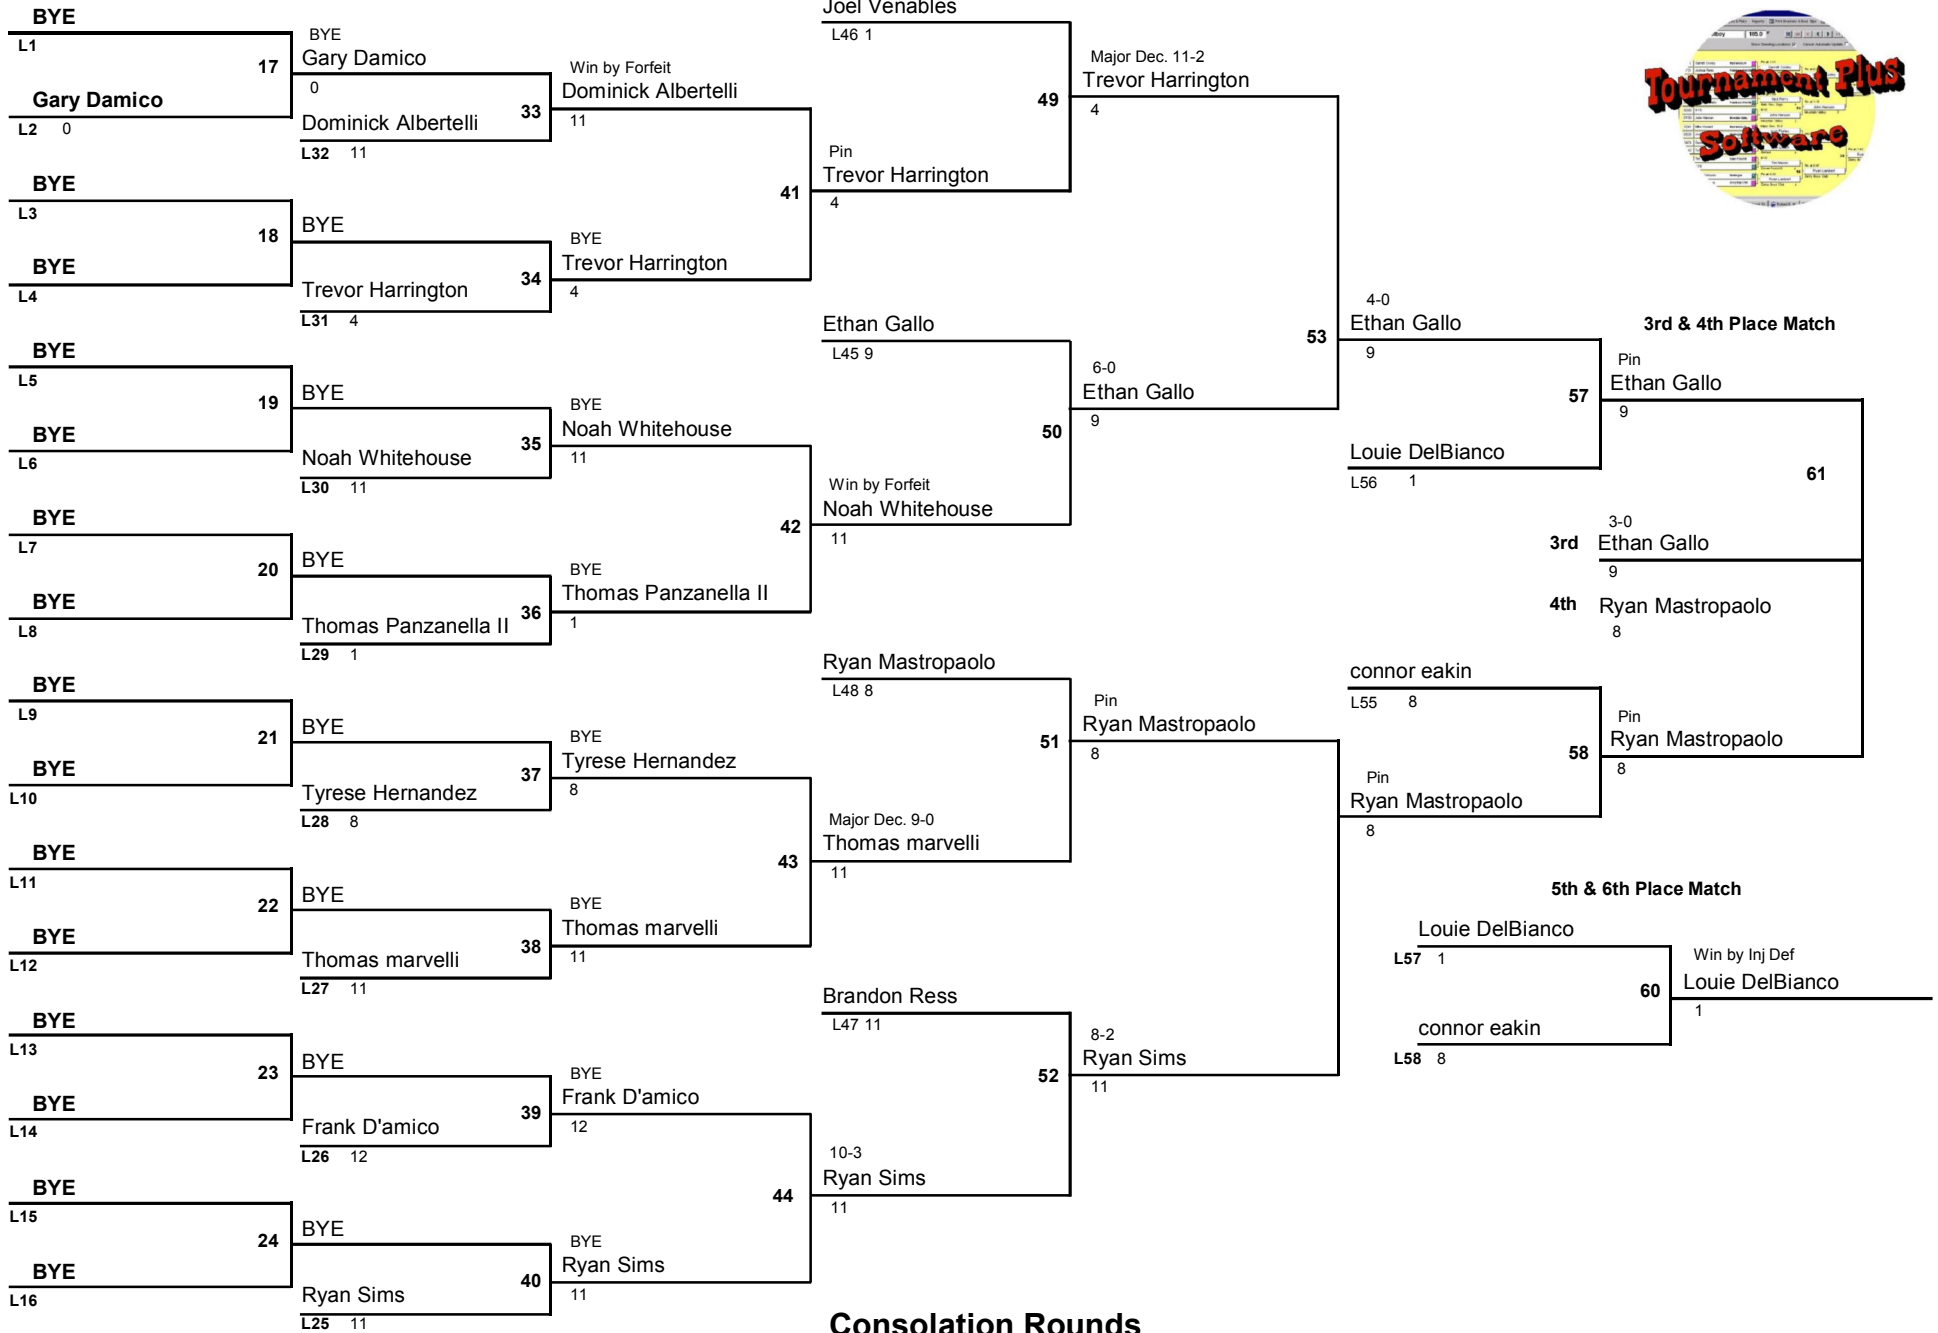 BYE
L1
17
Gary Damico
L2 0
BYE
L3
18
BYE
L4
BYE
L5
19
BYE
L6
BYE
L7
20
BYE
L8
BYE
L9
21
BYE
L10
BYE
L11
22
BYE
L12
BYE
L13
23
BYE
L14
BYE
L15
24
BYE
L16
BYE
Gary Damico
0
33
Dominick Albertelli
L32 11
BYE
34
Trevor Harrington
L31 4
BYE
35
Noah Whitehouse
L30 11
BYE
36
Thomas Panzanella II
L29 1
BYE
37
Tyrese Hernandez
L28 8
BYE
38
Thomas marvelli
L27 11
BYE
39
Frank D'amico
L26 12
BYE
40
Ryan Sims
L25 11
Win by Forfeit
Dominick Albertelli
11
41
BYE
Trevor Harrington
4
BYE
Noah Whitehouse
11
42
BYE
Thomas Panzanella II
1
BYE
Tyrese Hernandez
8
43
BYE
Thomas marvelli
11
BYE
Frank D'amico
12
44
BYE
Ryan Sims
11
Joel Venables
L46 1
49
Pin
Trevor Harrington
4
Ethan Gallo
L45 9
50
Win by Forfeit
Noah Whitehouse
11
Ryan Mastropaolo
L48 8
51
Major Dec. 9-0
Thomas marvelli
11
Brandon Ress
L47 11
52
10-3
Ryan Sims
11
Major Dec. 11-2
Trevor Harrington
4
53
6-0
Ethan Gallo
9
Pin
Ryan Mastropaolo
8
8-2
Ryan Sims
11
4-0
Ethan Gallo
9
57
Louie DelBianco
L56 1
connor eakin
L55 8
58
Pin
Ryan Mastropaolo
8
Tournament Plus
Software
3rd & 4th Place Match
Pin
Ethan Gallo
9
61
3-0
3rd Ethan Gallo
9
4th Ryan Mastropaolo
8
Pin
Ryan Mastropaolo
8
5th & 6th Place Match
Louie DelBianco
L57 1
60
connor eakin
L58 8
Win by Inj Def
Louie DelBianco
1
Consolation Rounds